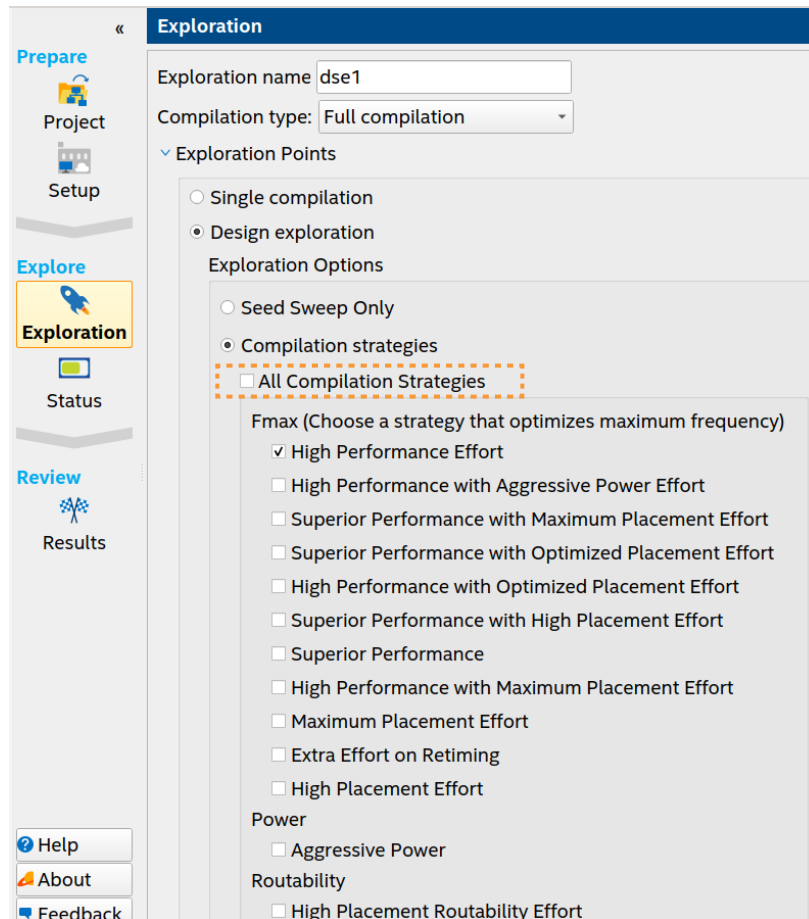 «
Prepare
Project
Setup
Explore
Exploration
Status
Review
Results
Help
About
Feedback
Exploration
Exploration name dse1
Compilation type: Full compilation
Exploration Points
Single compilation
Design exploration
Exploration Options
Seed Sweep Only
Compilation strategies
All Compilation Strategies
Fmax (Choose a strategy that optimizes maximum frequency)
High Performance Effort
High Performance with Aggressive Power Effort
Superior Performance with Maximum Placement Effort
Superior Performance with Optimized Placement Effort
High Performance with Optimized Placement Effort
Superior Performance with High Placement Effort
Superior Performance
High Performance with Maximum Placement Effort
Maximum Placement Effort
Extra Effort on Retiming
High Placement Effort
Power
Aggressive Power
Routability
High Placement Routability Effort